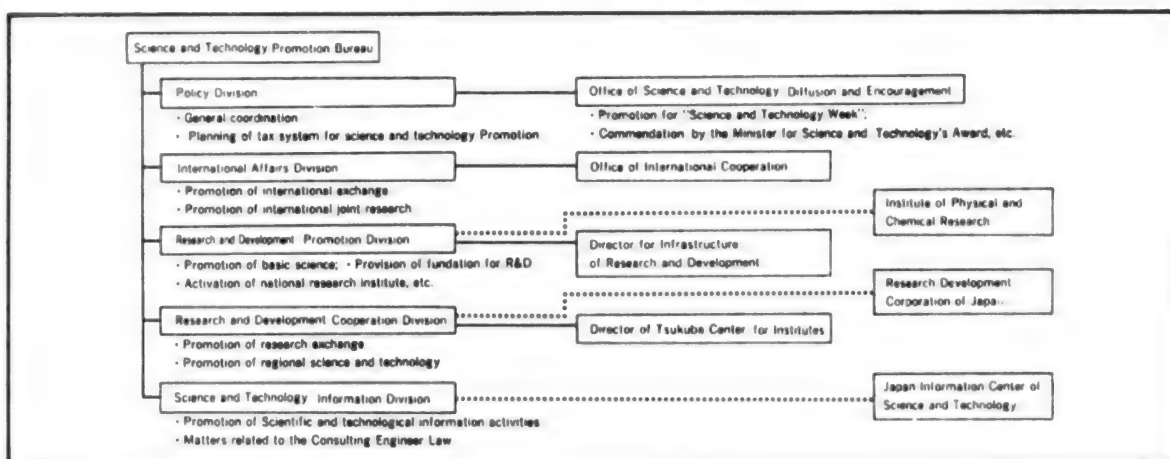 Science and Technology Promotion Bureau
Policy Division
Office of Science and Technology Diffusion and Encouragement
· General coordination
· Planning of tax system for science and technology Promotion
· Promotion for "Science and Technology Week";
· Commendation by the Minister for Science and Technology's Award, etc.
International Affairs Division
Office of International Cooperation
· Promotion of international exchange
· Promotion of international joint research
Institute of Physical and
Chemical Research
Research and Development Promotion Division
Director for Infrastructure
of Research and Development
· Promotion of basic science; · Provision of fundation for R&D
· Activation of national research institute, etc.
Research Development
Corporation of Japan
Research and Development Cooperation Division
Director of Tsukuba Center for Institutes
· Promotion of research exchange
· Promotion of regional science and technology
Science and Technology Information Division
Japan Information Center of
Science and Technology
· Promotion of Scientific and technological information activities
· Matters related to the Consulting Engineer Law